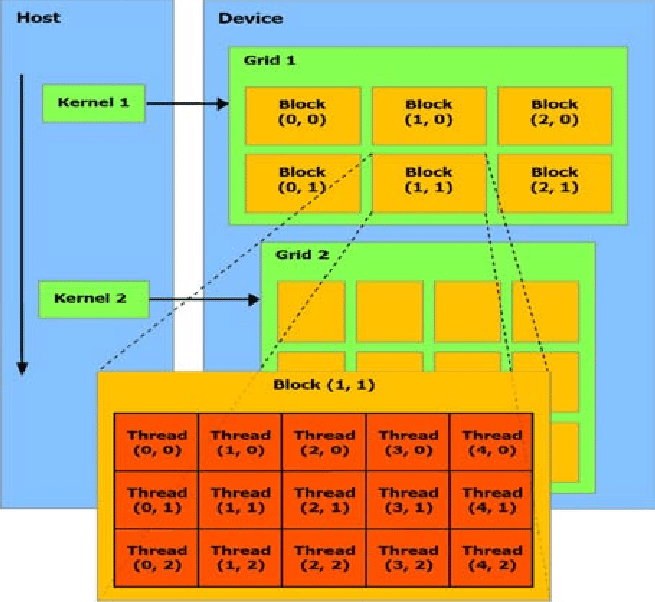 Host
Device
Grid 1
Kernel 1
Block
(0, 0)
Block
(1, 0)
Block
(2, 0)
Block
(0, 1)
Block
(1, 1)
Block
(2, 1)
Grid 2
Kernel 2
Block (1, 1)
Thread
(0, 0)
Thread
(1, 0)
Thread
(2, 0)
Thread
(3, 0)
Thread
(4, 0)
Thread
(0, 1)
Thread
(1, 1)
Thread
(2, 1)
Thread
(3, 1)
Thread
(4, 1)
Thread
(0, 2)
Thread
(1, 2)
Thread
(2, 2)
Thread
(3, 2)
Thread
(4, 2)